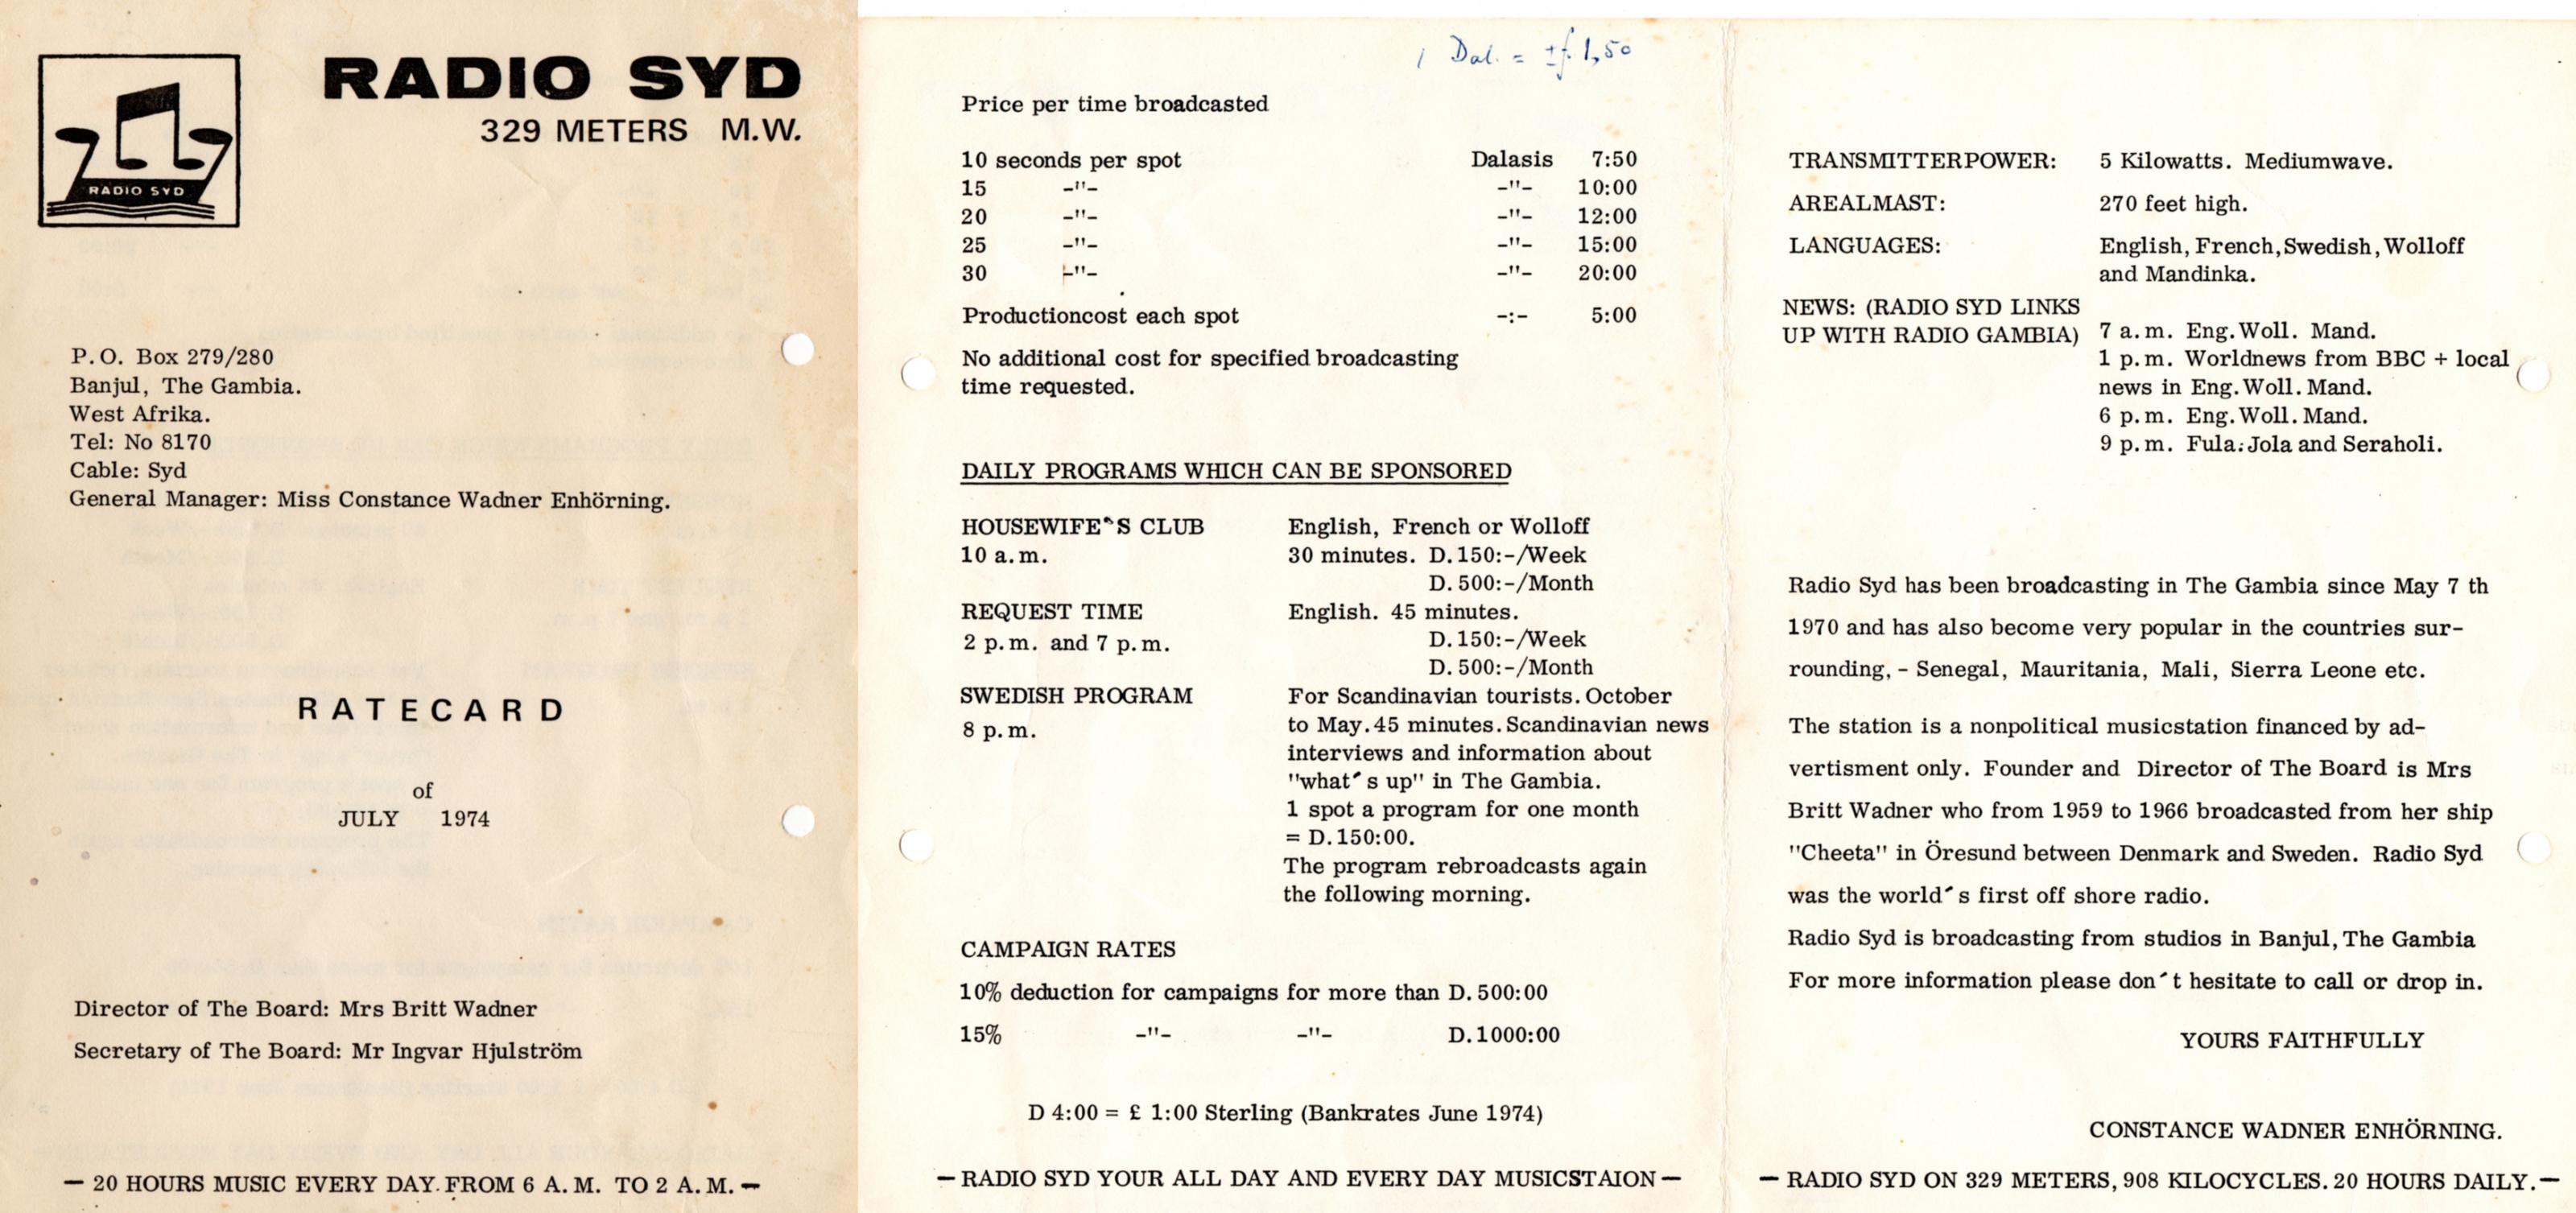 RADIO SYD
329 METERS M.W.
RADIO SYD
P.O. Box 279/280
Banjul, The Gambia.
West Afrika.
Tel: No 8170
Cable: Syd
General Manager: Miss Constance Wadner Enhörning.
RATECARD
of
JULY 1974
Director of The Board: Mrs Britt Wadner
Secretary of The Board: Mr Ingvar Hjulström
— 20 HOURS MUSIC EVERY DAY. FROM 6 A.M. TO 2 A.M. —
1 Dal. = ±f 1,50
Price per time broadcasted
10 seconds per spot Dalasis 7:50
15 -"- -"- 10:00
20 -"- -"- 12:00
25 -"- -"- 15:00
30 -"- -"- 20:00
Productioncost each spot -:- 5:00
No additional cost for specified broadcasting
time requested.
DAILY PROGRAMS WHICH CAN BE SPONSORED
HOUSEWIFE`S CLUB English, French or Wolloff
10 a.m. 30 minutes. D.150:-/Week
D.500:-/Month
REQUEST TIME English. 45 minutes.
2 p.m. and 7 p.m. D.150:-/Week
D.500:-/Month
SWEDISH PROGRAM For Scandinavian tourists. October
8 p.m. to May. 45 minutes. Scandinavian news
interviews and information about
"what´s up" in The Gambia.
1 spot a program for one month
= D.150:00.
The program rebroadcasts again
the following morning.
CAMPAIGN RATES
10% deduction for campaigns for more than D.500:00
15% -"- -"- D.1000:00
D 4:00 = £ 1:00 Sterling (Bankrates June 1974)
— RADIO SYD YOUR ALL DAY AND EVERY DAY MUSICSTAION —
TRANSMITTERPOWER: 5 Kilowatts. Mediumwave.
AREALMAST: 270 feet high.
LANGUAGES: English, French, Swedish, Wolloff
and Mandinka.
NEWS: (RADIO SYD LINKS
UP WITH RADIO GAMBIA) 7 a.m. Eng. Woll. Mand.
1 p.m. Worldnews from BBC + local
news in Eng. Woll. Mand.
6 p.m. Eng. Woll. Mand.
9 p.m. Fula: Jola and Seraholi.
Radio Syd has been broadcasting in The Gambia since May 7 th
1970 and has also become very popular in the countries sur-
rounding, - Senegal, Mauritania, Mali, Sierra Leone etc.
The station is a nonpolitical musicstation financed by ad-
vertisment only. Founder and Director of The Board is Mrs
Britt Wadner who from 1959 to 1966 broadcasted from her ship
"Cheeta" in Öresund between Denmark and Sweden. Radio Syd
was the world´s first off shore radio.
Radio Syd is broadcasting from studios in Banjul, The Gambia
For more information please don´t hesitate to call or drop in.
YOURS FAITHFULLY
CONSTANCE WADNER ENHÖRNING.
— RADIO SYD ON 329 METERS, 908 KILOCYCLES. 20 HOURS DAILY. —